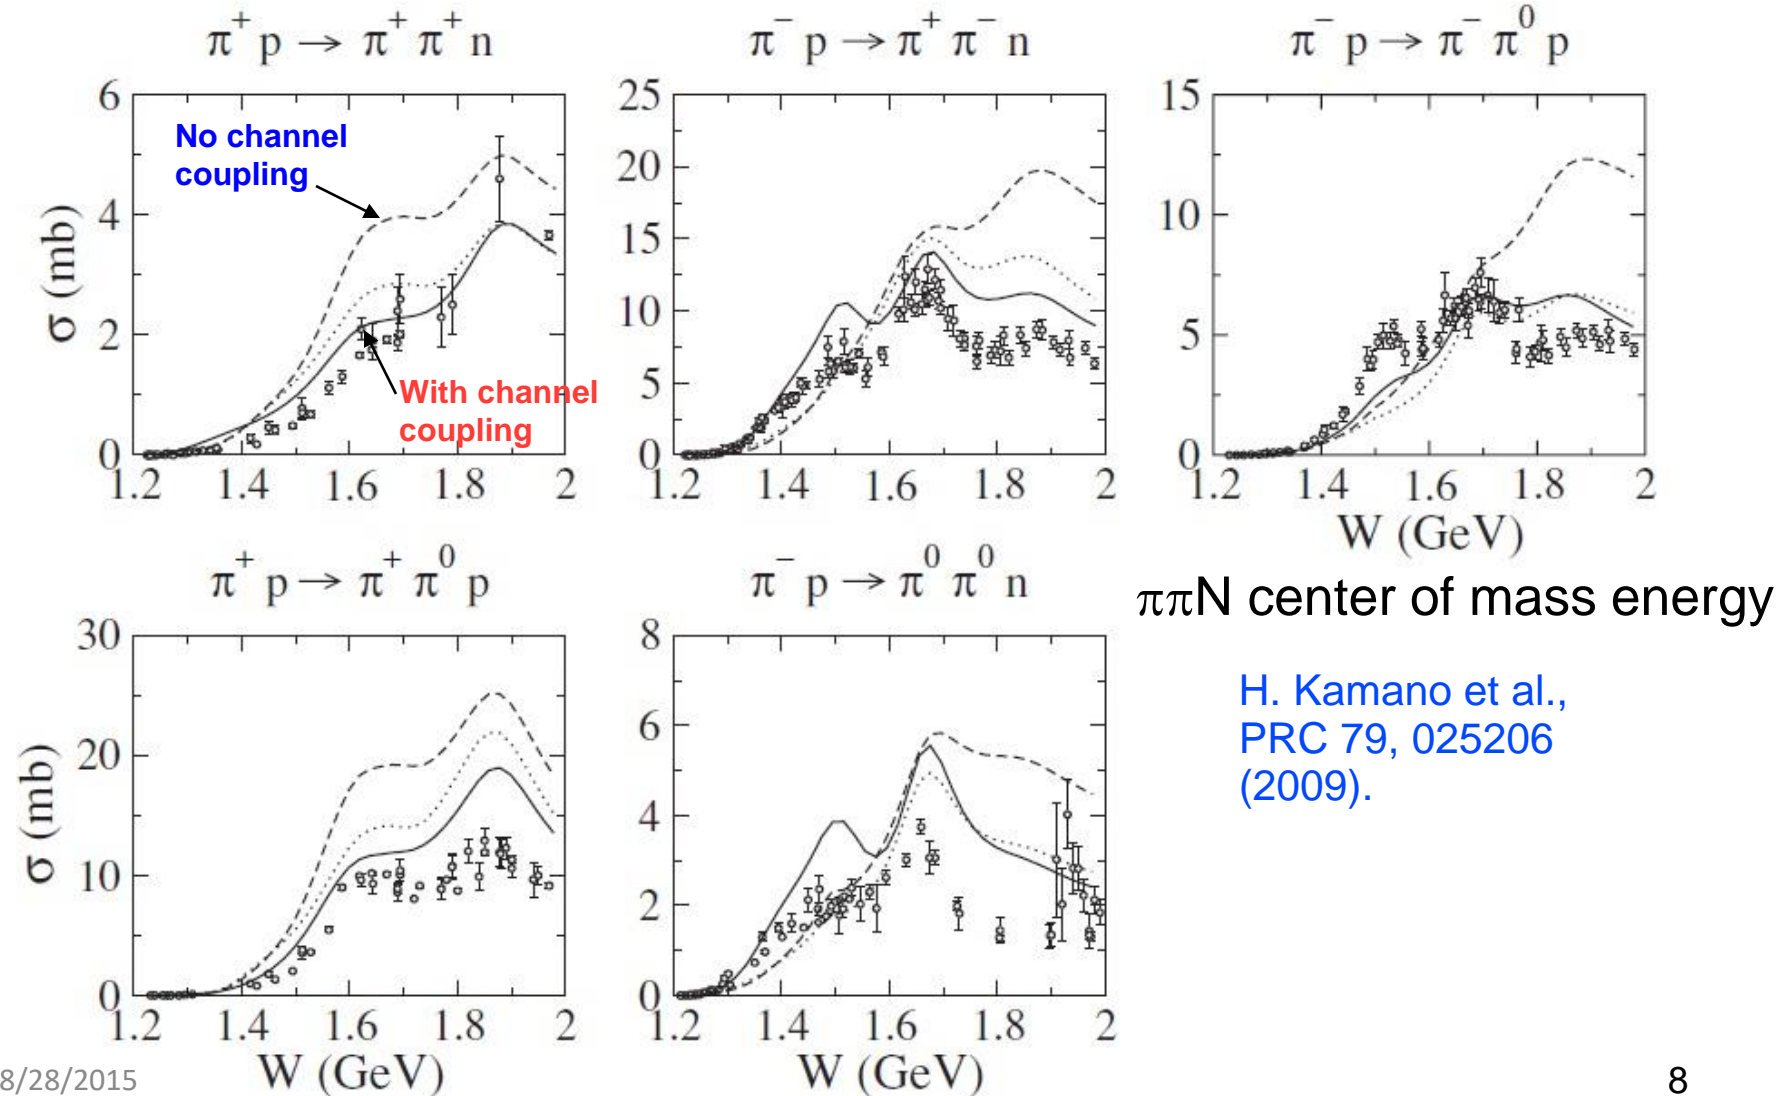 π⁺ p → π⁺ π⁺ n
π⁻ p → π⁺ π⁻ n
π⁻ p → π⁻ π⁰ p
6
4
2
0
σ (mb)
No channel
coupling
With channel
coupling
1.2 1.4 1.6 1.8 2
25
20
15
10
5
0
1.2 1.4 1.6 1.8 2
15
10
5
0
1.2 1.4 1.6 1.8 2
W (GeV)
π⁺ p → π⁺ π⁰ p
π⁻ p → π⁰ π⁰ n
ππN center of mass energy
30
20
10
0
σ (mb)
1.2 1.4 1.6 1.8 2
W (GeV)
8
6
4
2
0
1.2 1.4 1.6 1.8 2
W (GeV)
H. Kamano et al.,
PRC 79, 025206
(2009).
8/28/2015
8